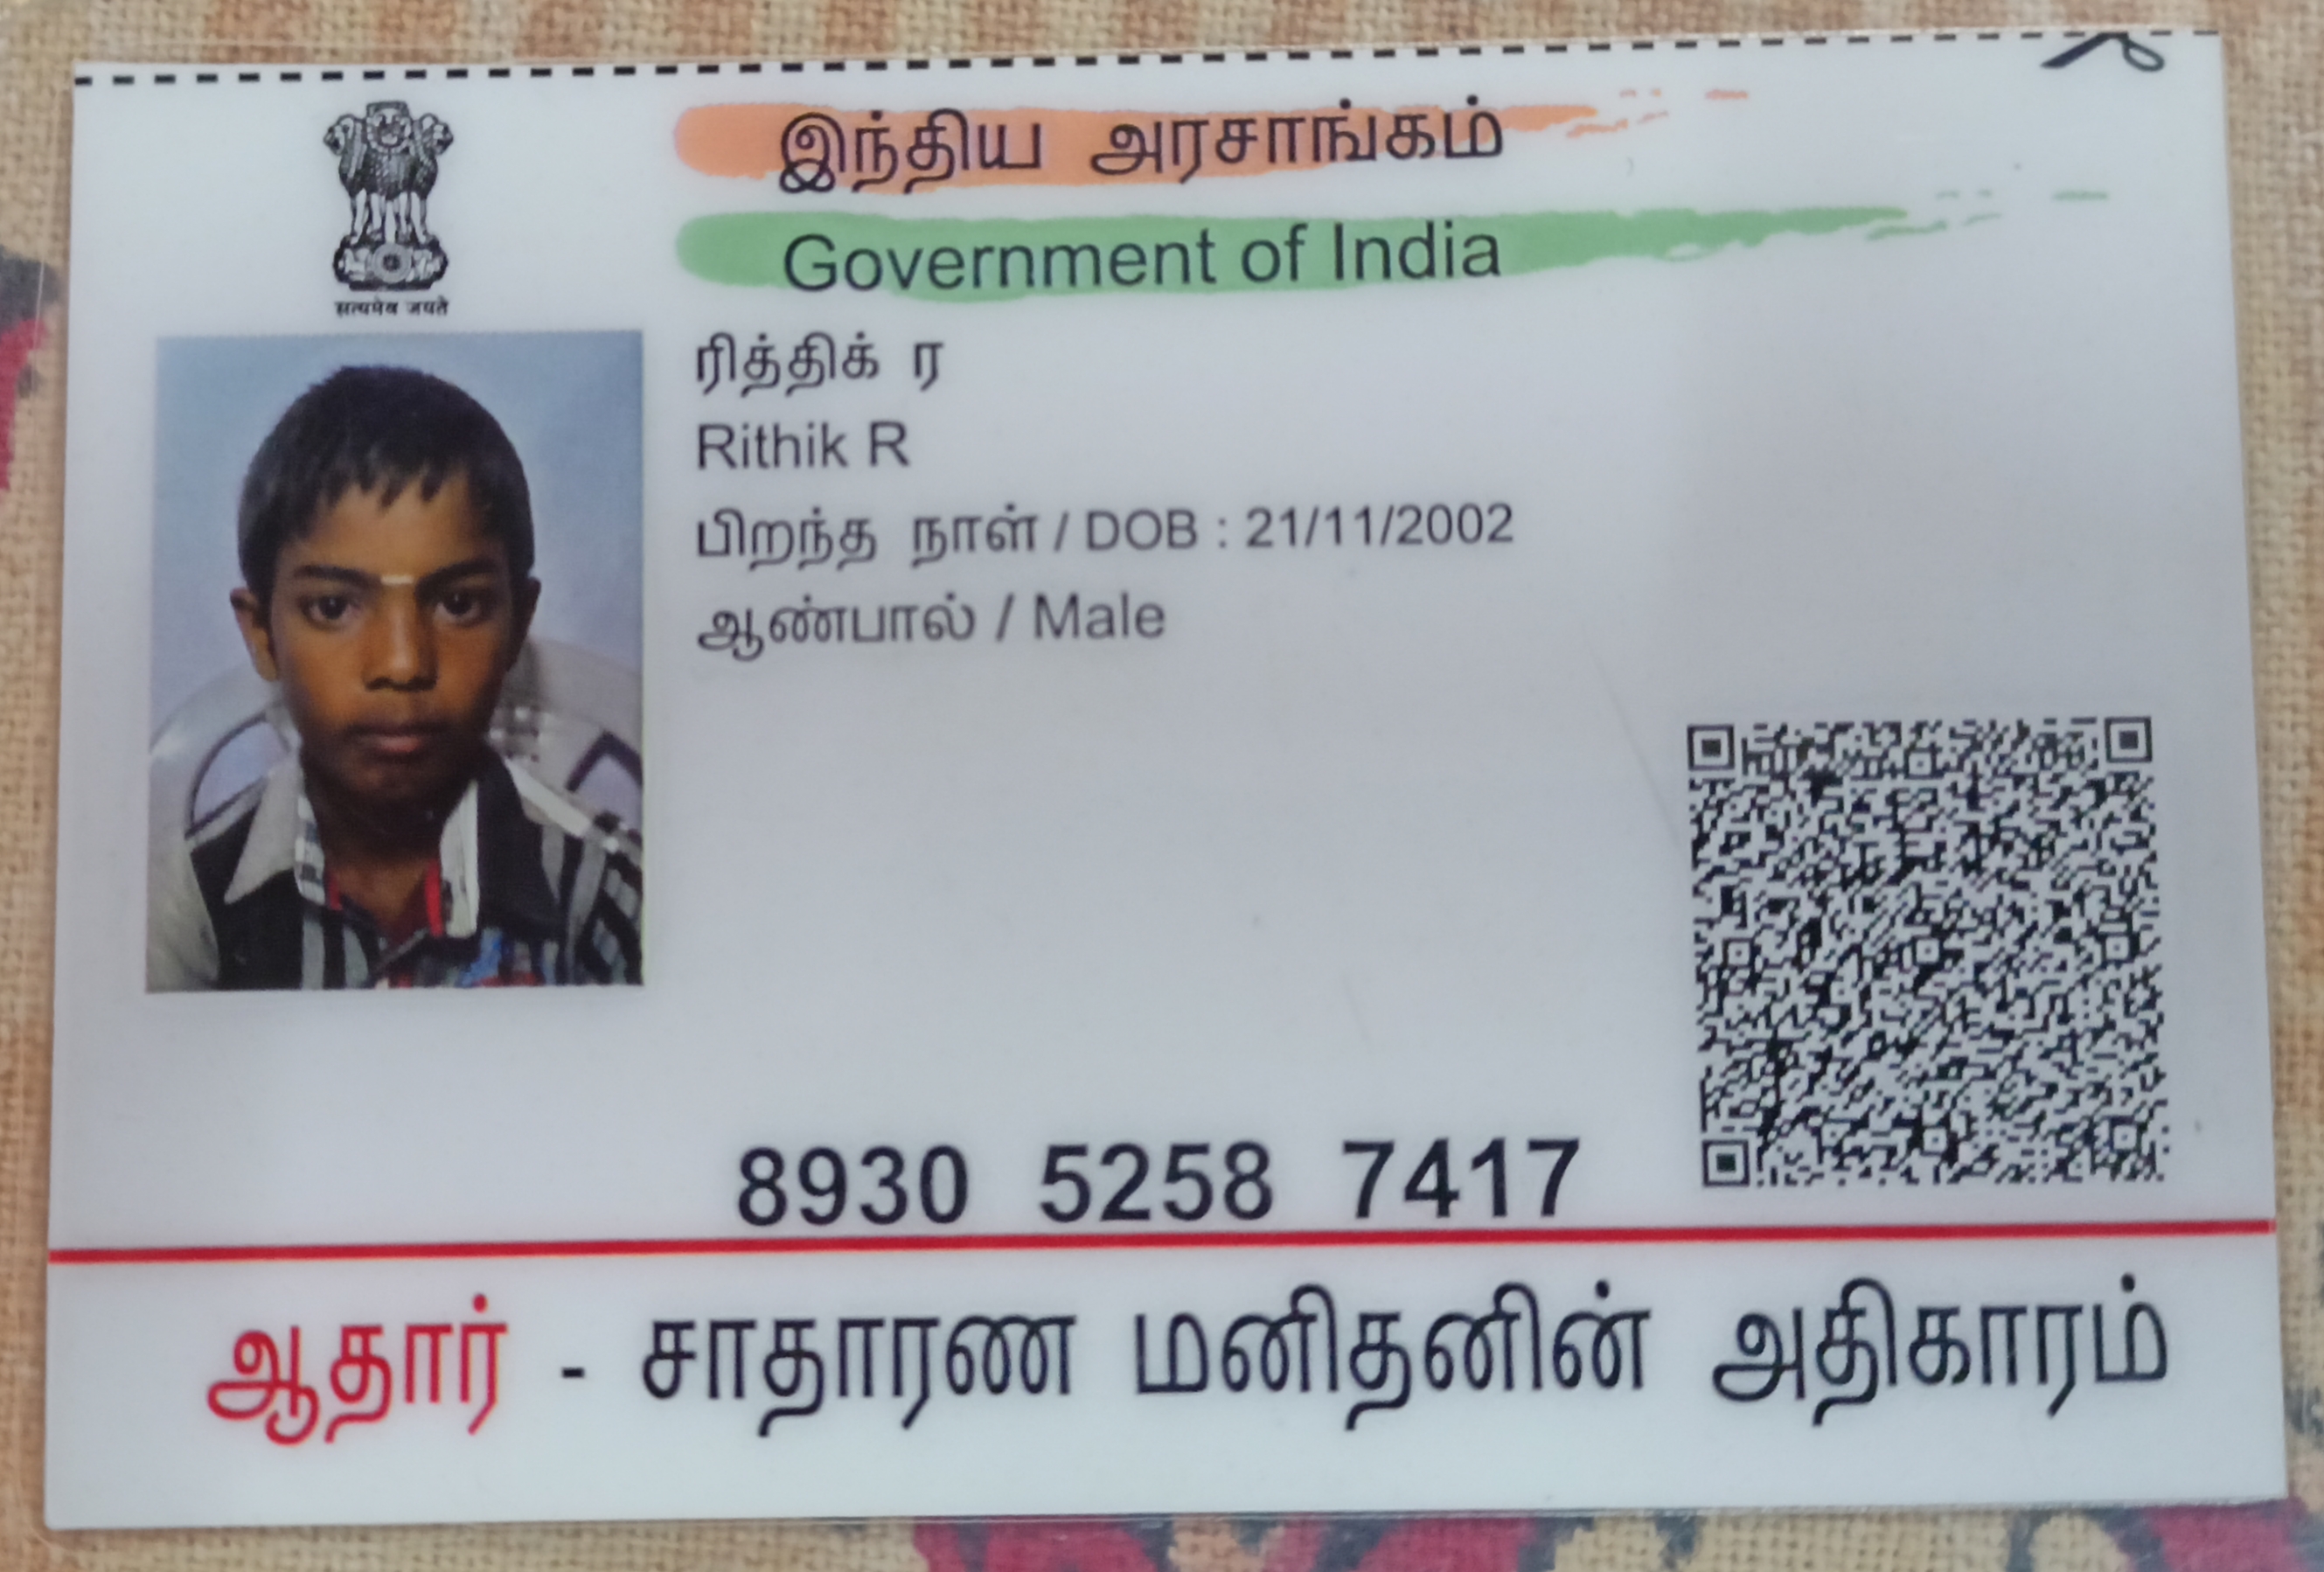 இந்திய அரசாங்கம்
Government of India
सत्यमेव जयते
ரித்திக் ர
Rithik R
பிறந்த நாள் / DOB : 21/11/2002
ஆண்பால் / Male
8930 5258 7417
ஆதார் - சாதாரண மனிதனின் அதிகாரம்